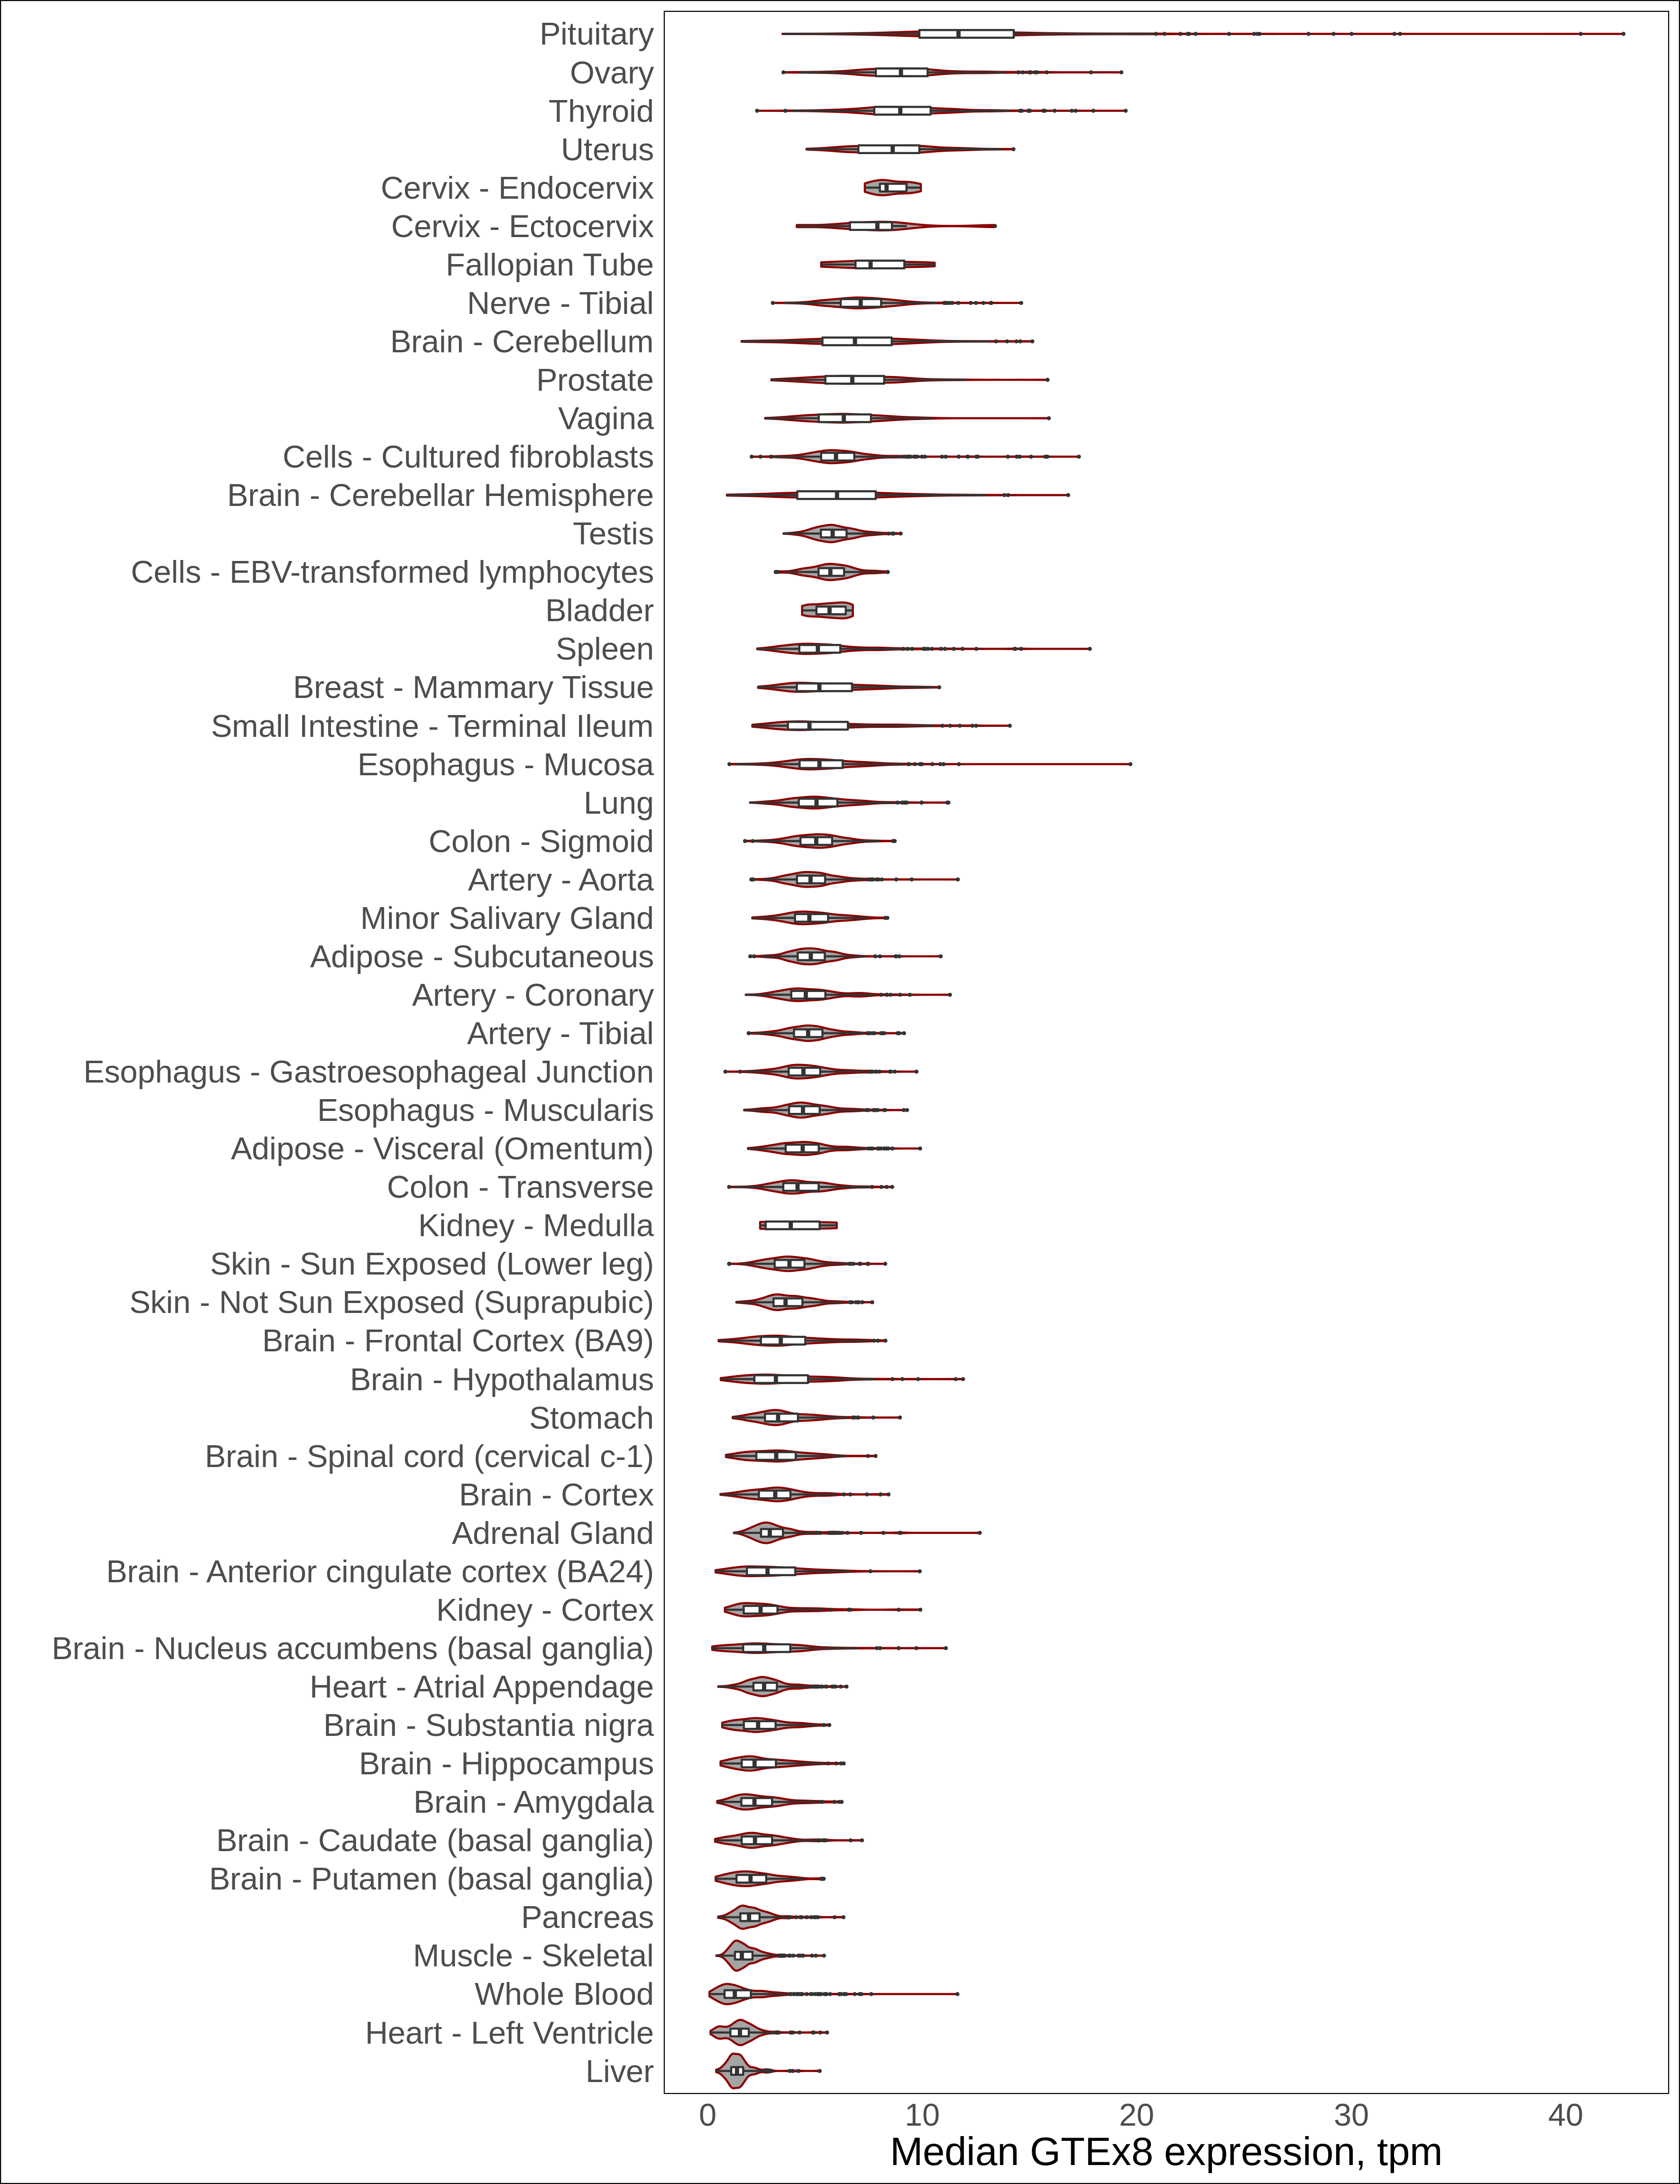 Pituitary
Ovary
Thyroid
Uterus
Cervix - Endocervix
Cervix - Ectocervix
Fallopian Tube
Nerve - Tibial
Brain - Cerebellum
Prostate
Vagina
Cells - Cultured fibroblasts
Brain - Cerebellar Hemisphere
Testis
Cells - EBV-transformed lymphocytes
Bladder
Spleen
Breast - Mammary Tissue
Small Intestine - Terminal Ileum
Esophagus - Mucosa
Lung
Colon - Sigmoid
Artery - Aorta
Minor Salivary Gland
Adipose - Subcutaneous
Artery - Coronary
Artery - Tibial
Esophagus - Gastroesophageal Junction
Esophagus - Muscularis
Adipose - Visceral (Omentum)
Colon - Transverse
Kidney - Medulla
Skin - Sun Exposed (Lower leg)
Skin - Not Sun Exposed (Suprapubic)
Brain - Frontal Cortex (BA9)
Brain - Hypothalamus
Stomach
Brain - Spinal cord (cervical c-1)
Brain - Cortex
Adrenal Gland
Brain - Anterior cingulate cortex (BA24)
Kidney - Cortex
Brain - Nucleus accumbens (basal ganglia)
Heart - Atrial Appendage
Brain - Substantia nigra
Brain - Hippocampus
Brain - Amygdala
Brain - Caudate (basal ganglia)
Brain - Putamen (basal ganglia)
Pancreas
Muscle - Skeletal
Whole Blood
Heart - Left Ventricle
Liver
0 10 20 30 40
Median GTEx8 expression, tpm